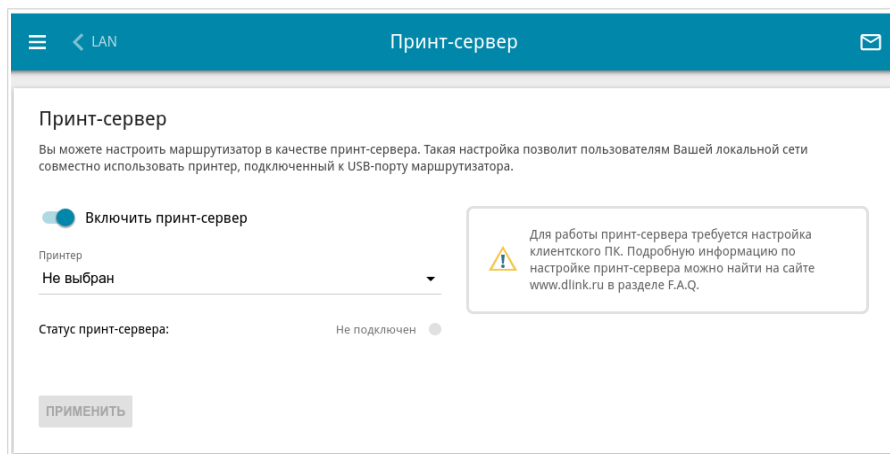 LAN
Принт-сервер
Принт-сервер
Вы можете настроить маршрутизатор в качестве принт-сервера. Такая настройка позволит пользователям Вашей локальной сети
совместно использовать принтер, подключенный к USB-порту маршрутизатора.
Включить принт-сервер
Принтер
Не выбран
Статус принт-сервера:
Не подключен
Для работы принт-сервера требуется настройка
клиентского ПК. Подробную информацию по
настройке принт-сервера можно найти на сайте
www.dlink.ru в разделе F.A.Q.
ПРИМЕНИТЬ